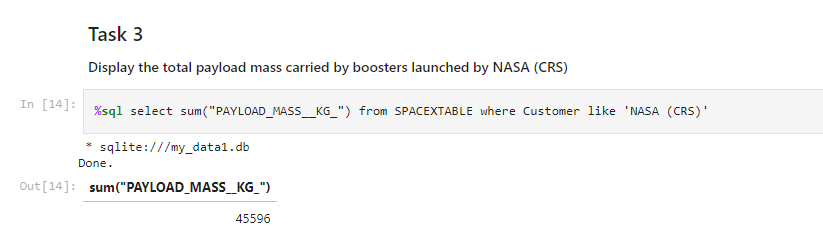 Task 3
Display the total payload mass carried by boosters launched by NASA (CRS)
In [14]: %sql select sum("PAYLOAD_MASS__KG_") from SPACEXTABLE where Customer like 'NASA (CRS)'
* sqlite:///my_data1.db
Done.
Out[14]: sum("PAYLOAD_MASS__KG_")
45596